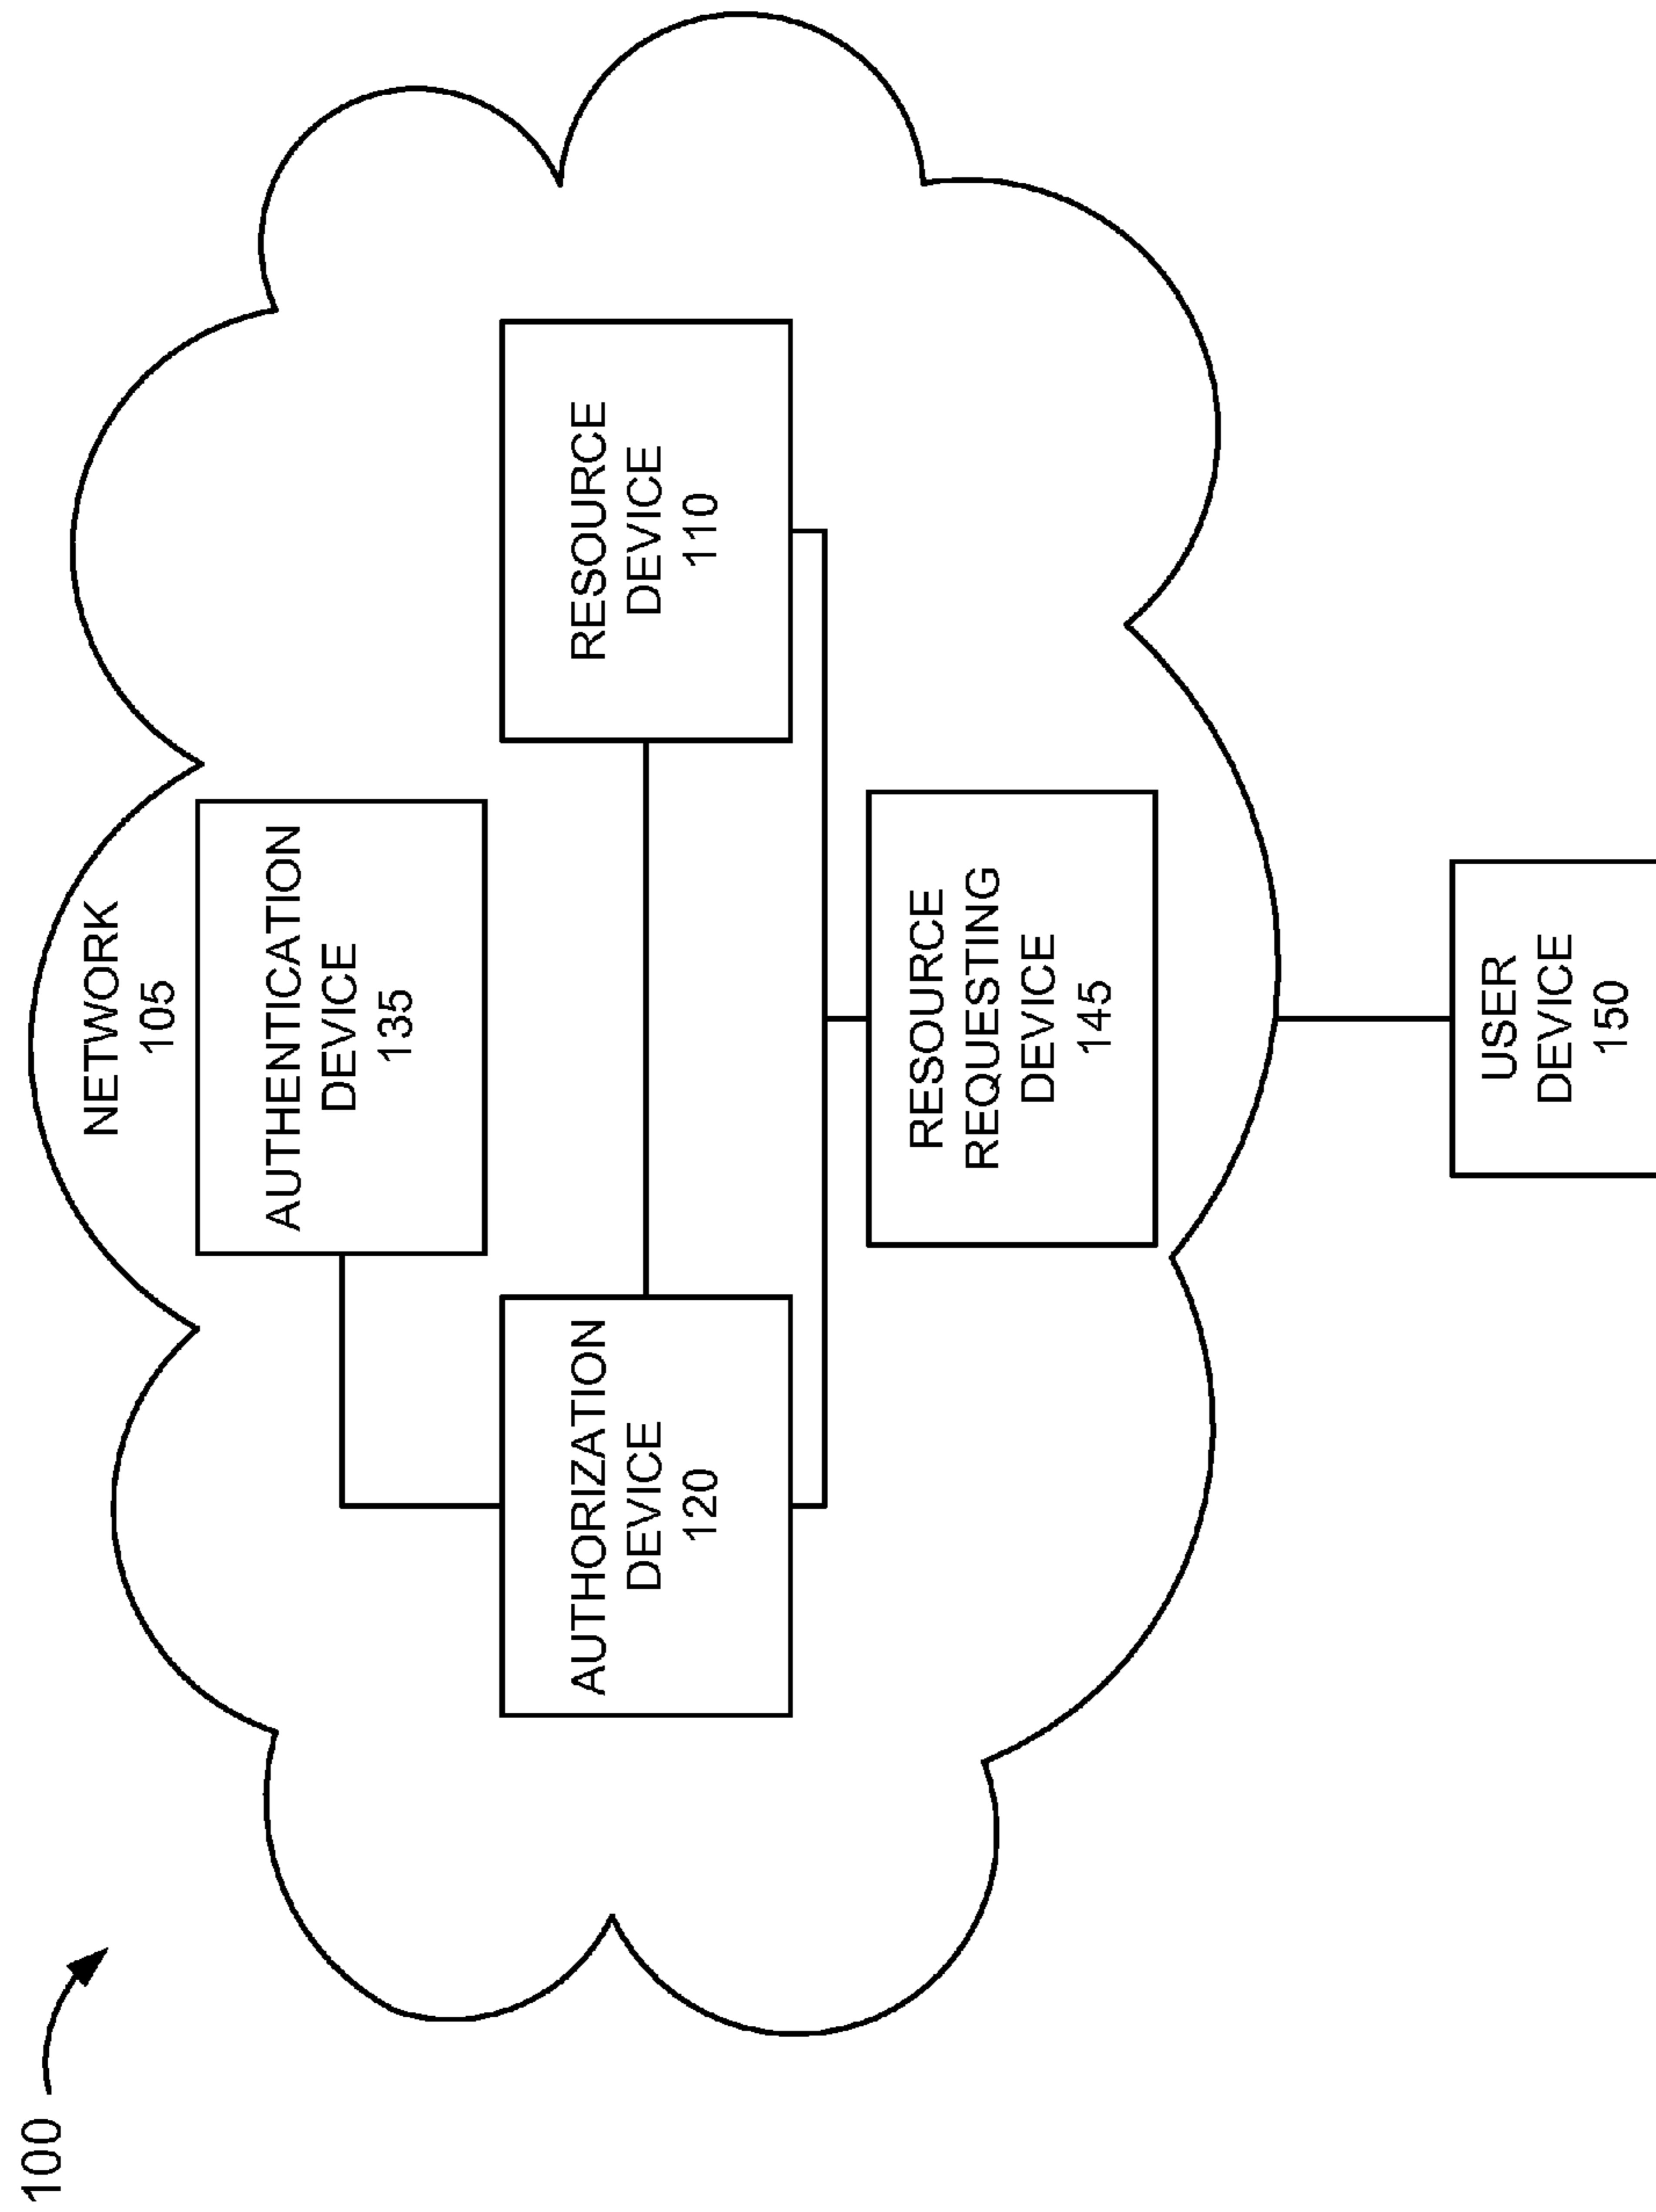 100
NETWORK
105
AUTHENTICATION
DEVICE
135
AUTHORIZATION
DEVICE
120
RESOURCE
DEVICE
110
RESOURCE
REQUESTING
DEVICE
145
USER
DEVICE
150